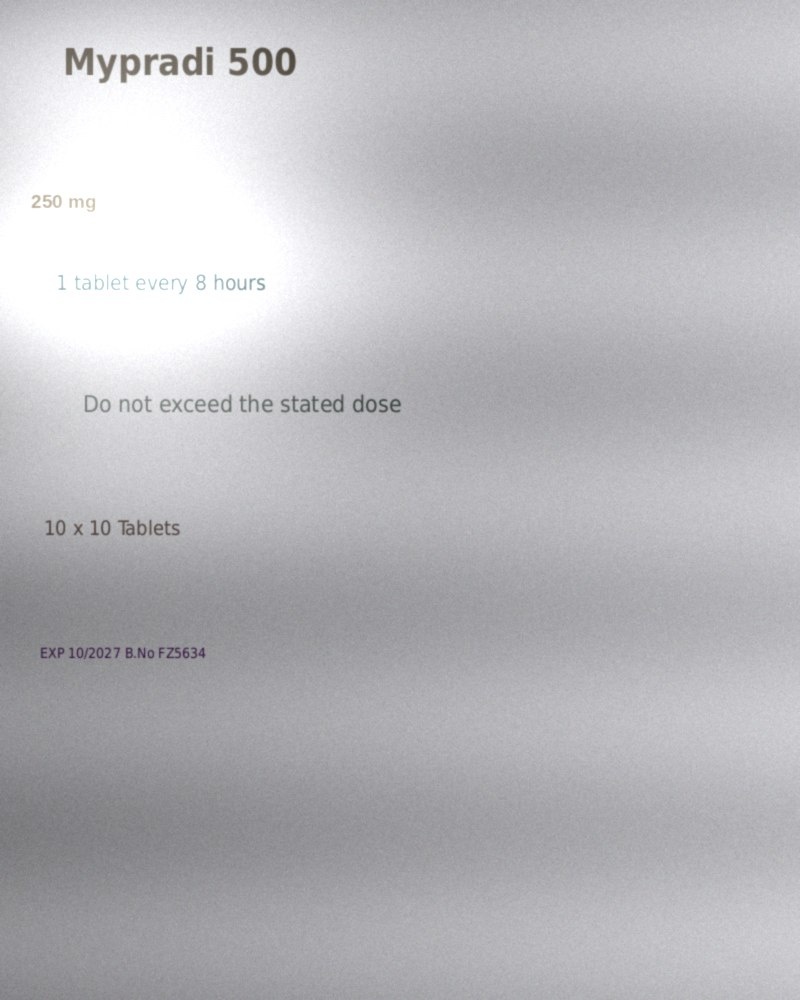 Mypradi 500
250 mg
1 tablet every 8 hours
Do not exceed the stated dose
10 x 10 Tablets
EXP 10/2027 B.No FZ5634